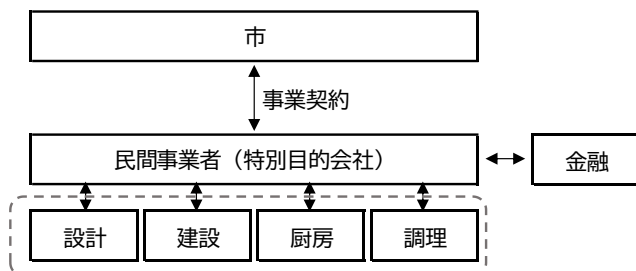 市
事業契約
民間事業者（特別目的会社）
金融
設計
建設
厨房
調理